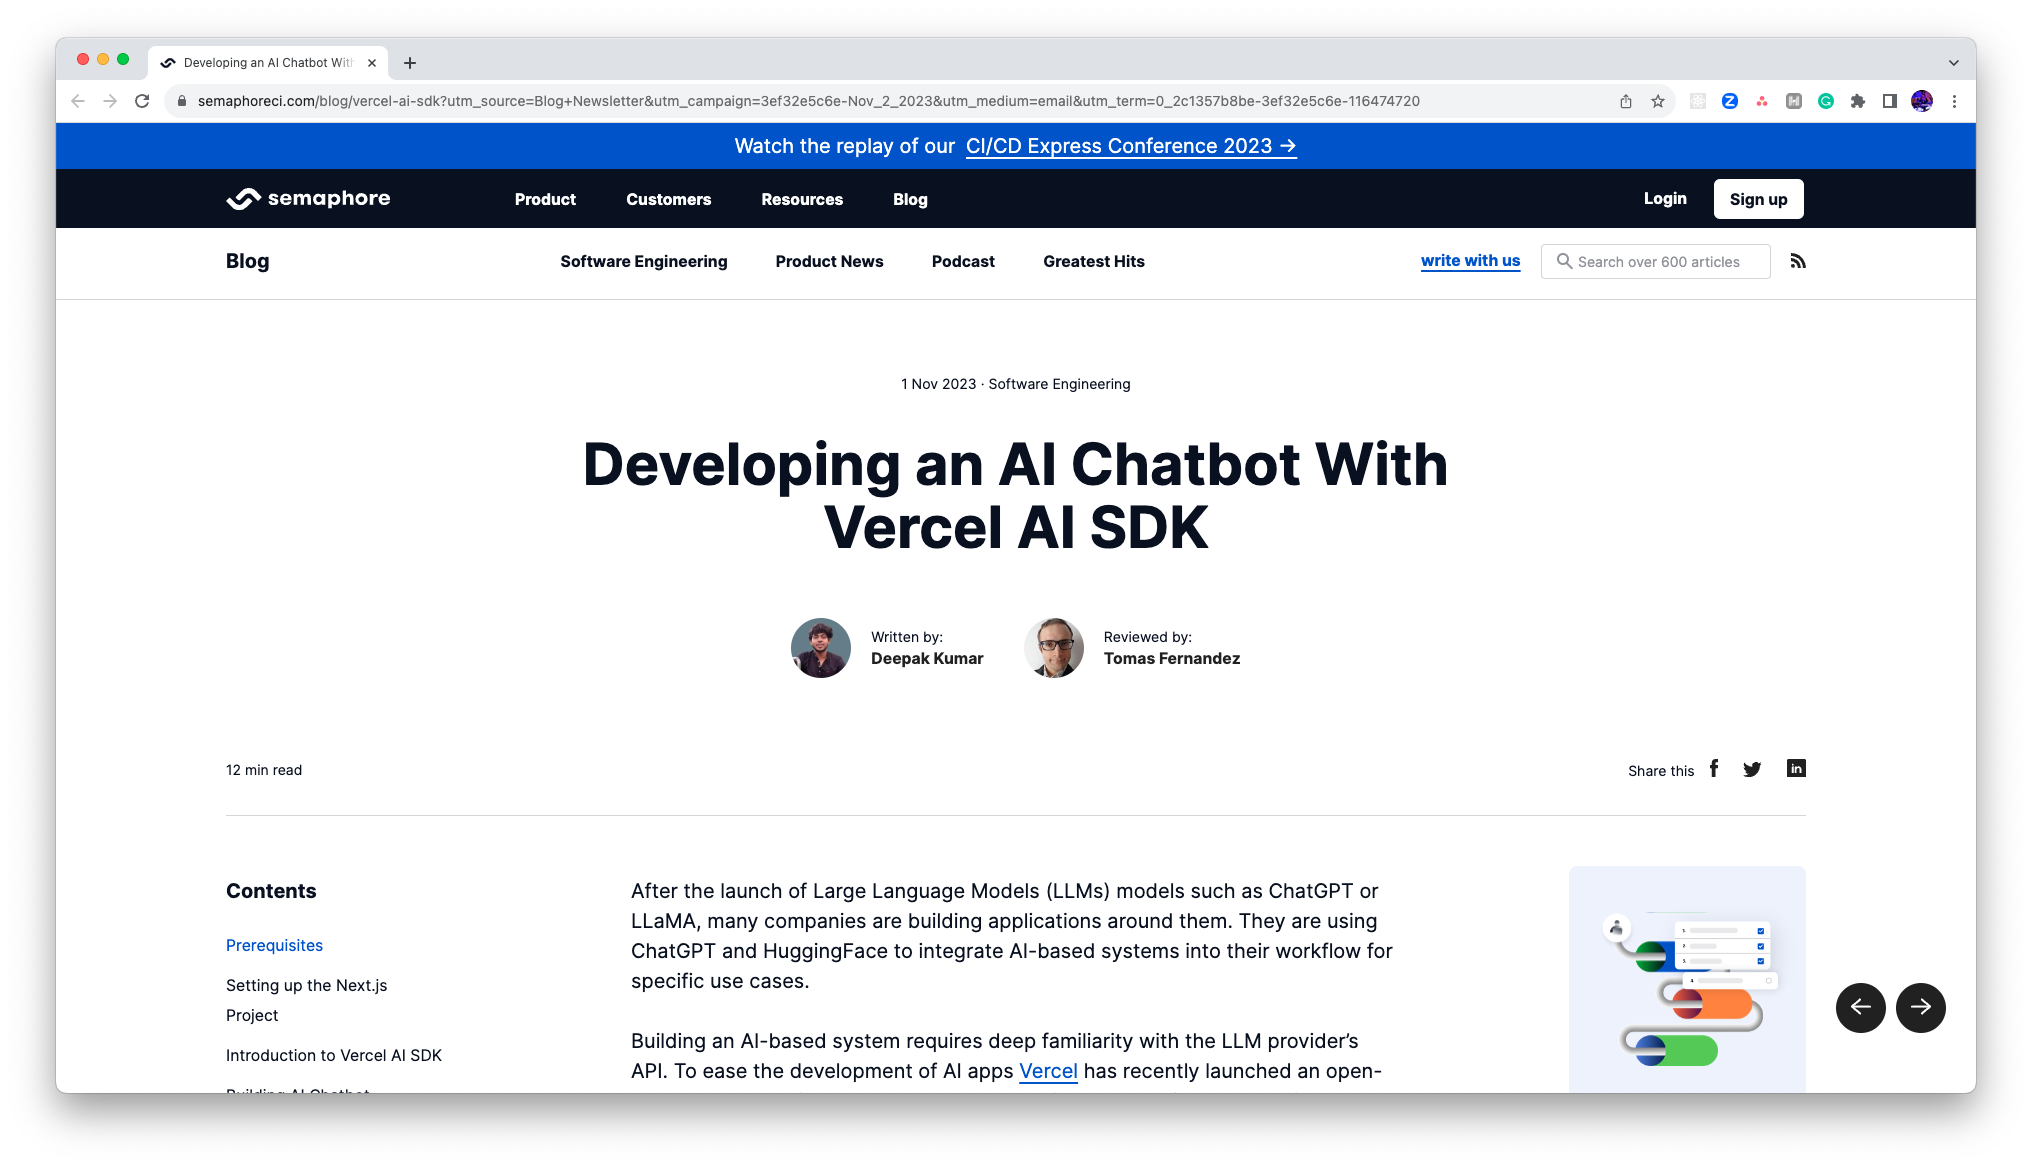 Developing an AI Chatbot With
semaphoreci.com/blog/vercel-ai-sdk?utm_source=Blog+Newsletter&utm_campaign=3ef32e5c6e-Nov_2_2023&utm_medium=email&utm_term=0_2c1357b8be-3ef32e5c6e-116474720
Watch the replay of our CI/CD Express Conference 2023 →
semaphore Product Customers Resources Blog Login Sign up
Blog Software Engineering Product News Podcast Greatest Hits write with us Search over 600 articles
1 Nov 2023 · Software Engineering
Developing an AI Chatbot With
Vercel AI SDK
Written by:
Deepak Kumar
Reviewed by:
Tomas Fernandez
12 min read
Share this
Contents
Prerequisites
Setting up the Next.js
Project
Introduction to Vercel AI SDK
Building AI Chatbot
After the launch of Large Language Models (LLMs) models such as ChatGPT or
LLaMA, many companies are building applications around them. They are using
ChatGPT and HuggingFace to integrate AI-based systems into their workflow for
specific use cases.
Building an AI-based system requires deep familiarity with the LLM provider’s
API. To ease the development of AI apps Vercel has recently launched an open-